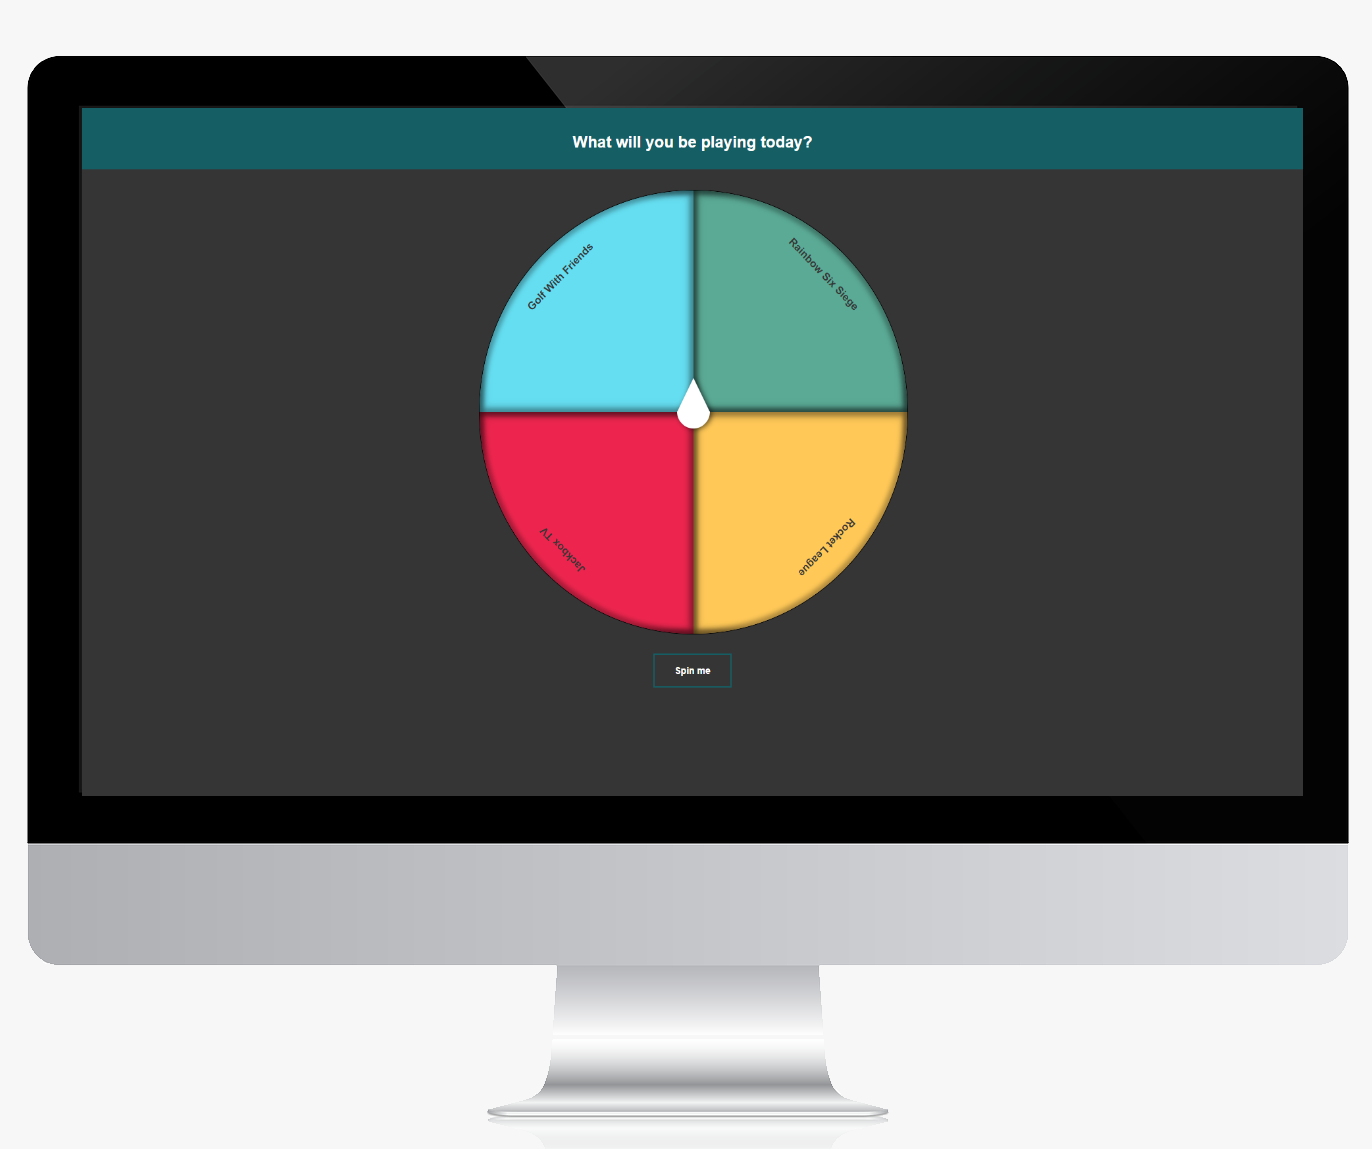 What will you be playing today?
Golf With Friends
Rainbow Six Siege
Jackbox TV
Rocket League
Spin me